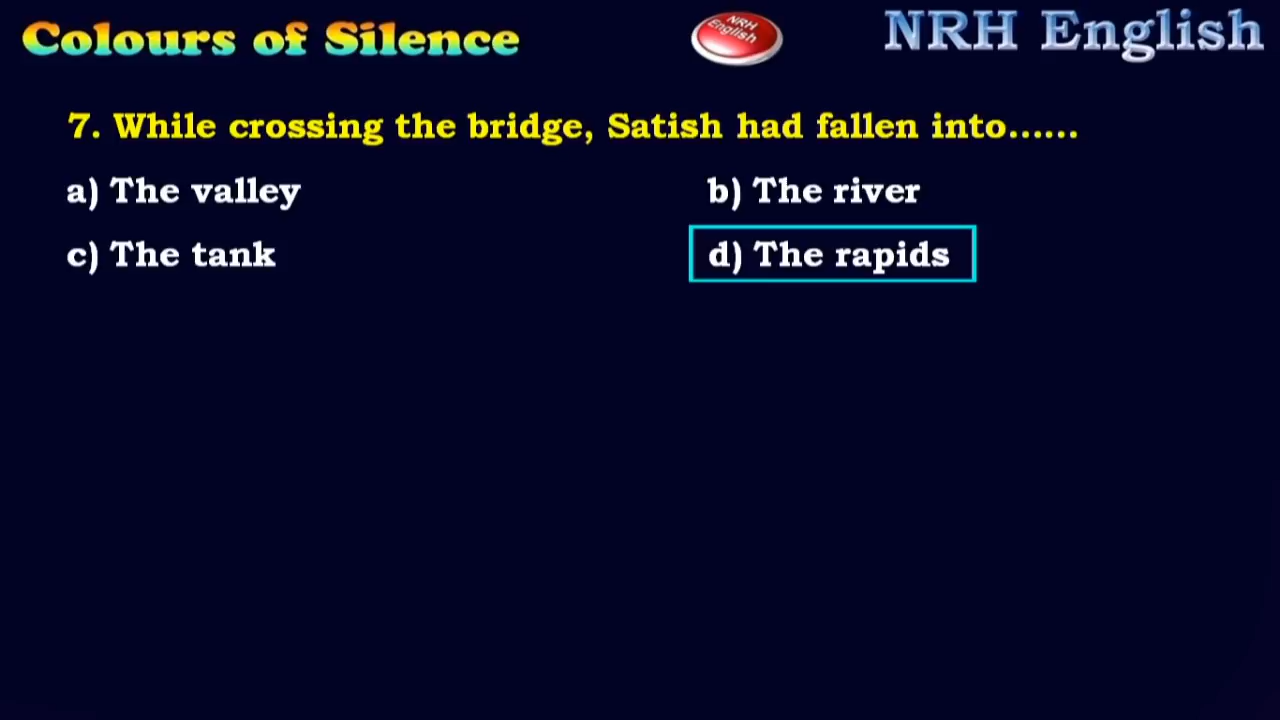 Colours of Silence
NRH English
NRH English
7. While crossing the bridge, Satish had fallen into......
a) The valley
b) The river
c) The tank
d) The rapids